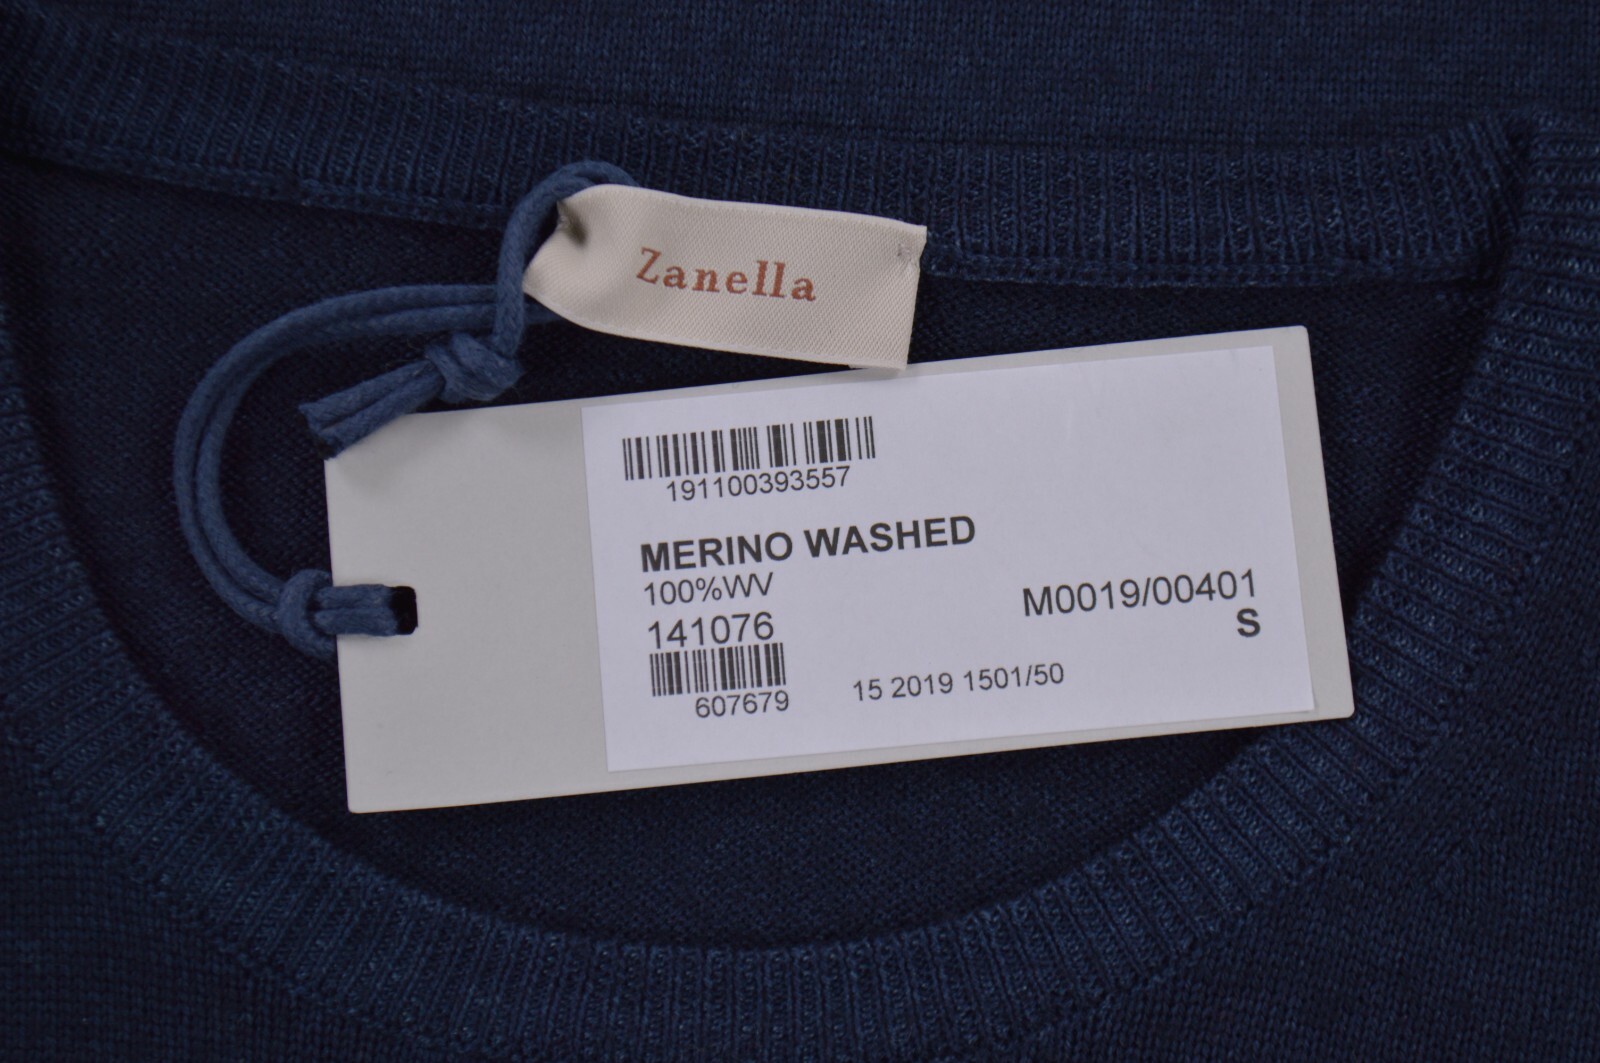 Zanella
191100393557
MERINO WASHED
100%WV
141076
M0019/00401
S
607679
15 2019 1501/50